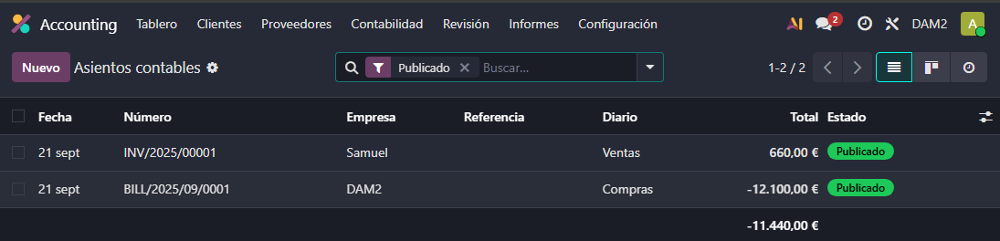 Accounting Tablero Clientes Proveedores Contabilidad Revisión Informes Configuración AI 2 DAM2 A
Nuevo Asientos contables Publicado Buscar... 1-2 / 2
Fecha Número Empresa Referencia Diario Total Estado
21 sept INV/2025/00001 Samuel Ventas 660,00 € Publicado
21 sept BILL/2025/09/0001 DAM2 Compras -12.100,00 € Publicado
-11.440,00 €